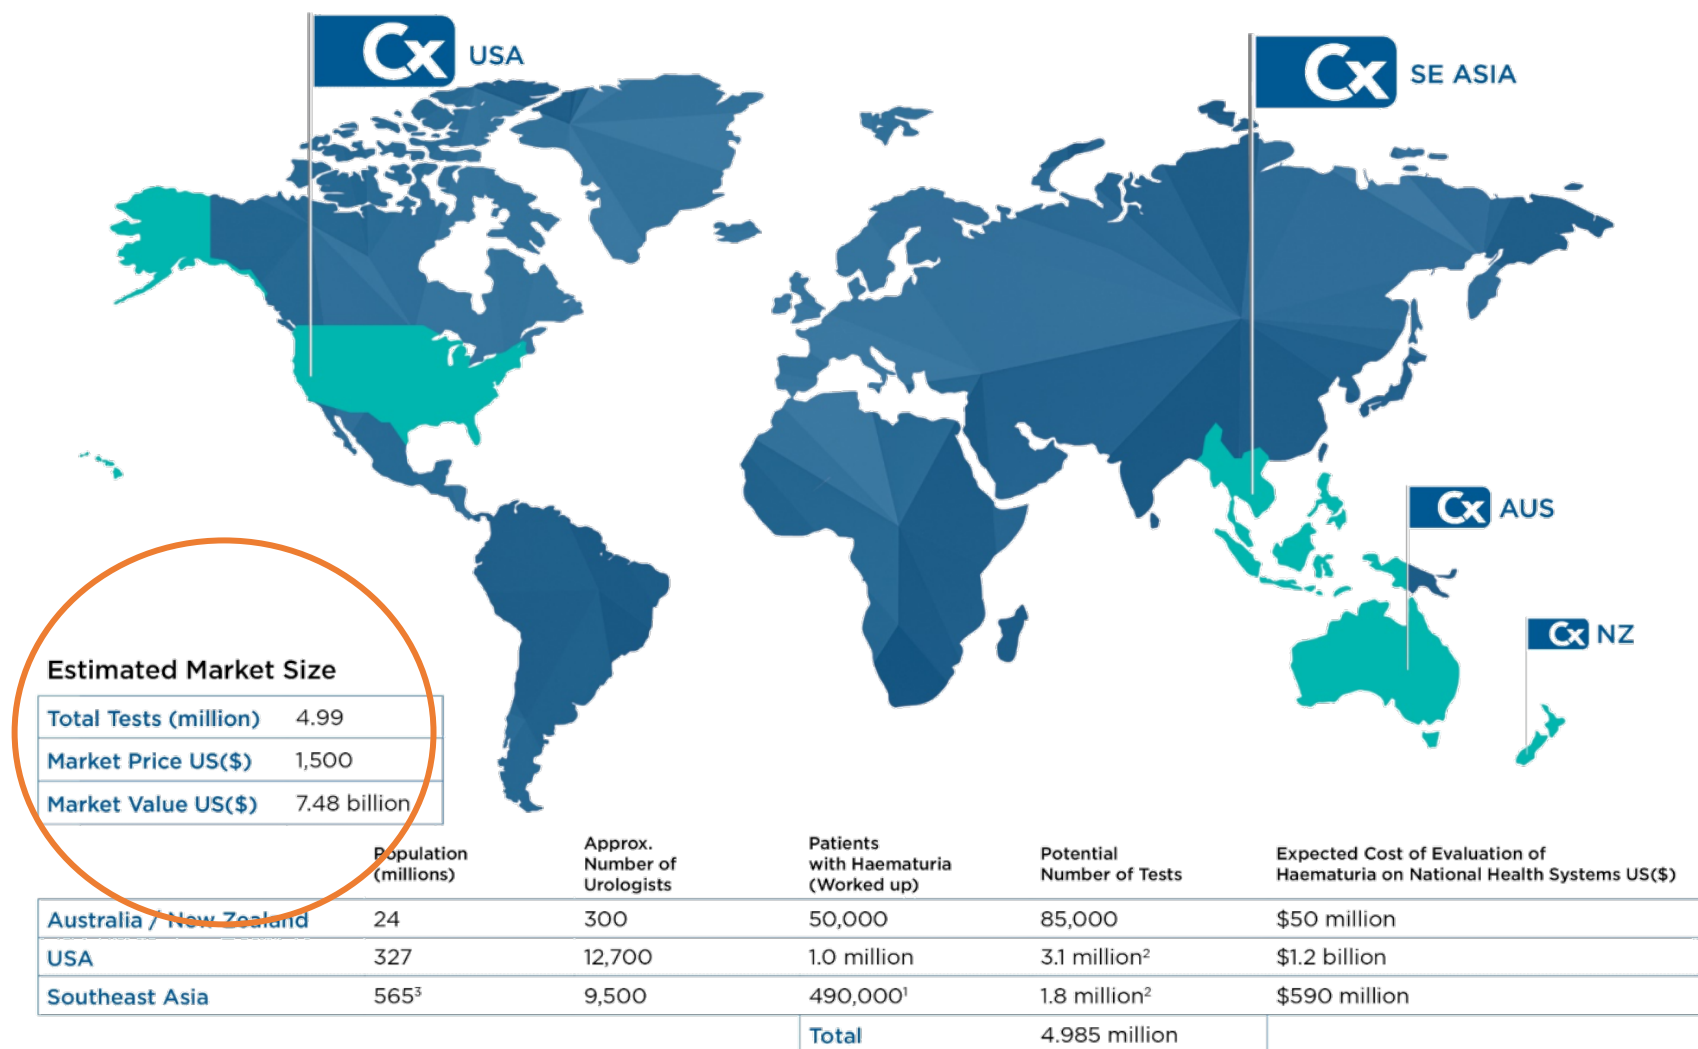 Cx USA
Cx SE ASIA
Cx AUS
Cx NZ
Estimated Market Size
Total Tests (million) 4.99
Market Price US($) 1,500
Market Value US($) 7.48 billion
Population
(millions)
Approx.
Number of
Urologists
Patients
with Haematuria
(Worked up)
Potential
Number of Tests
Expected Cost of Evaluation of
Haematuria on National Health Systems US($)
Australia / New Zealand 24 300 50,000 85,000 $50 million
USA 327 12,700 1.0 million 3.1 million² $1.2 billion
Southeast Asia 565³ 9,500 490,000¹ 1.8 million² $590 million
Total 4.985 million